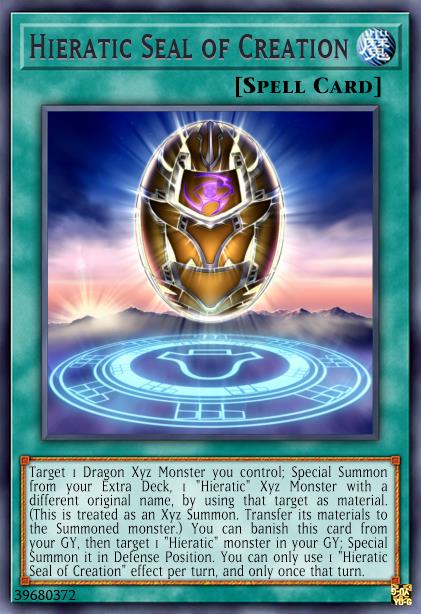 Hieratic Seal of Creation
魔
[Spell Card]
Target 1 Dragon Xyz Monster you control; Special Summon
from your Extra Deck, 1 "Hieratic" Xyz Monster with a
different original name, by using that target as material.
(This is treated as an Xyz Summon. Transfer its materials to
the Summoned monster.) You can banish this card from
your GY, then target 1 "Hieratic" monster in your GY; Special
Summon it in Defense Position. You can only use 1 "Hieratic
Seal of Creation" effect per turn, and only once that turn.
39680372